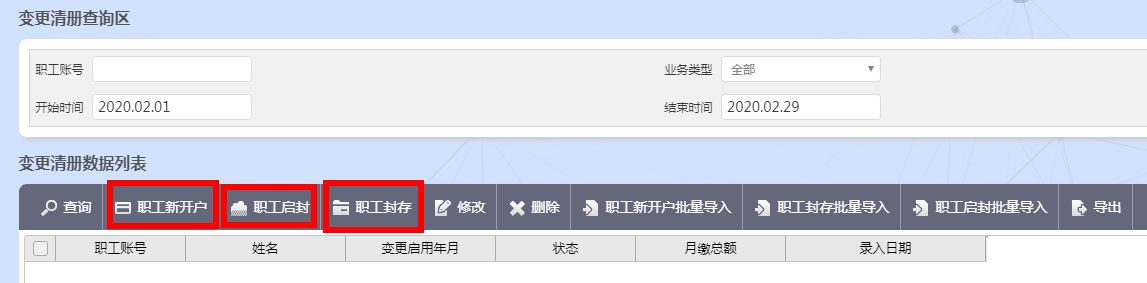 变更清册查询区
职工账号 业务类型 全部
开始时间 2020.02.01 结束时间 2020.02.29
变更清册数据列表
查询 职工新开户 职工启封 职工封存 修改 删除 职工新开户批量导入 职工封存批量导入 职工启封批量导入 导出
职工账号 姓名 变更启用年月 状态 月缴总额 录入日期